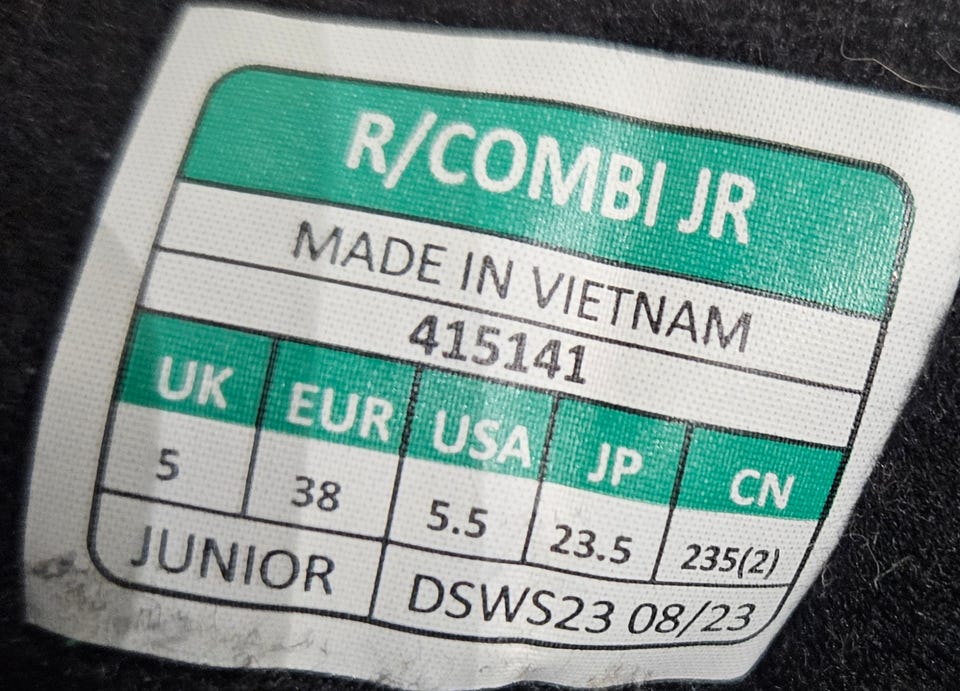 R/COMBI JR
MADE IN VIETNAM
415141
UK EUR USA JP CN
5 38 5.5 23.5 235(2)
JUNIOR DSWS23 08/23